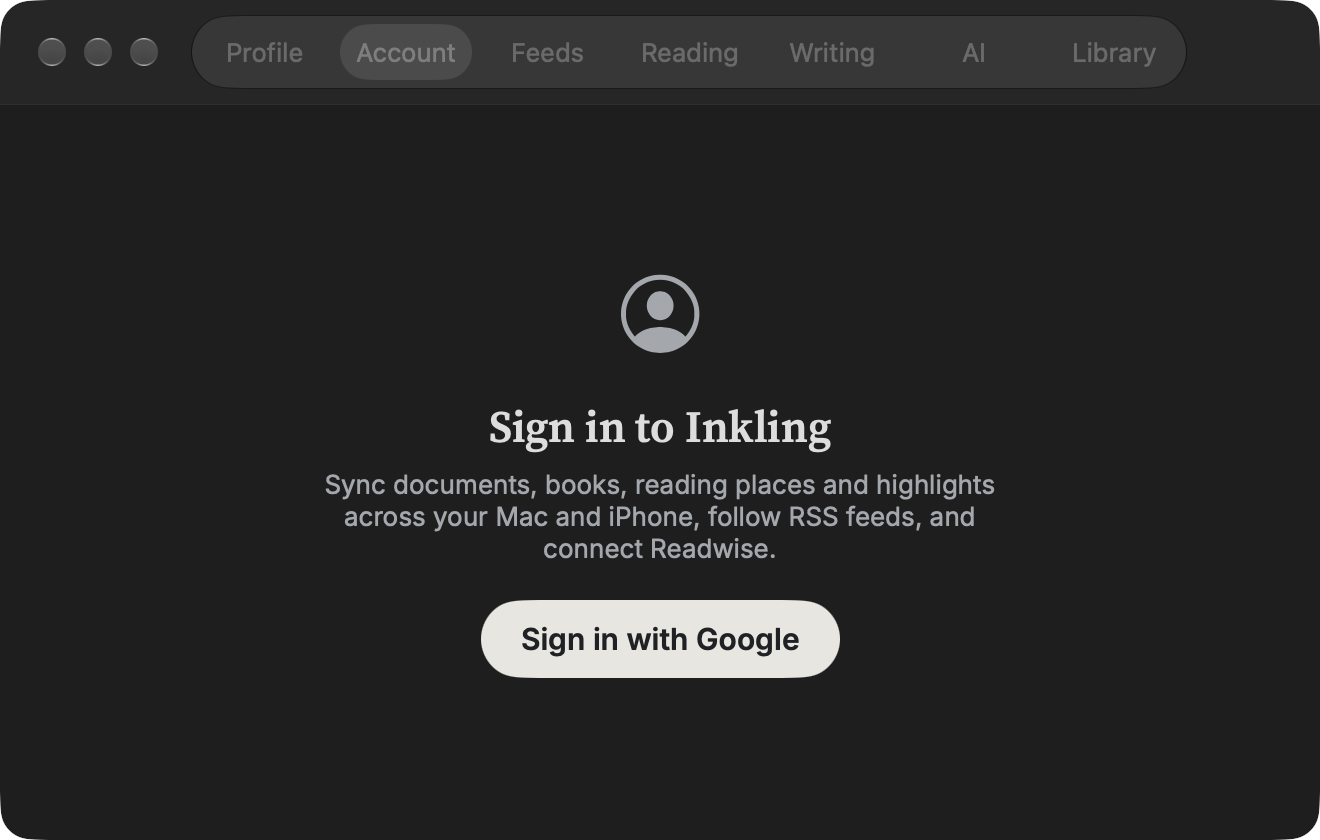 Profile Account Feeds Reading Writing AI Library
Sign in to Inkling
Sync documents, books, reading places and highlights
across your Mac and iPhone, follow RSS feeds, and
connect Readwise.
Sign in with Google